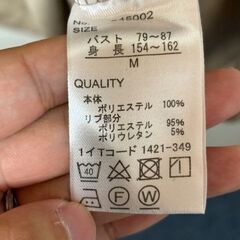 No.
SIZE
バスト 79〜87
身長 154〜162
M
QUALITY
本体
ポリエステル 100%
リブ部分
ポリエステル 95%
ポリウレタン 5%
1イTコード 1421-349
40
F W